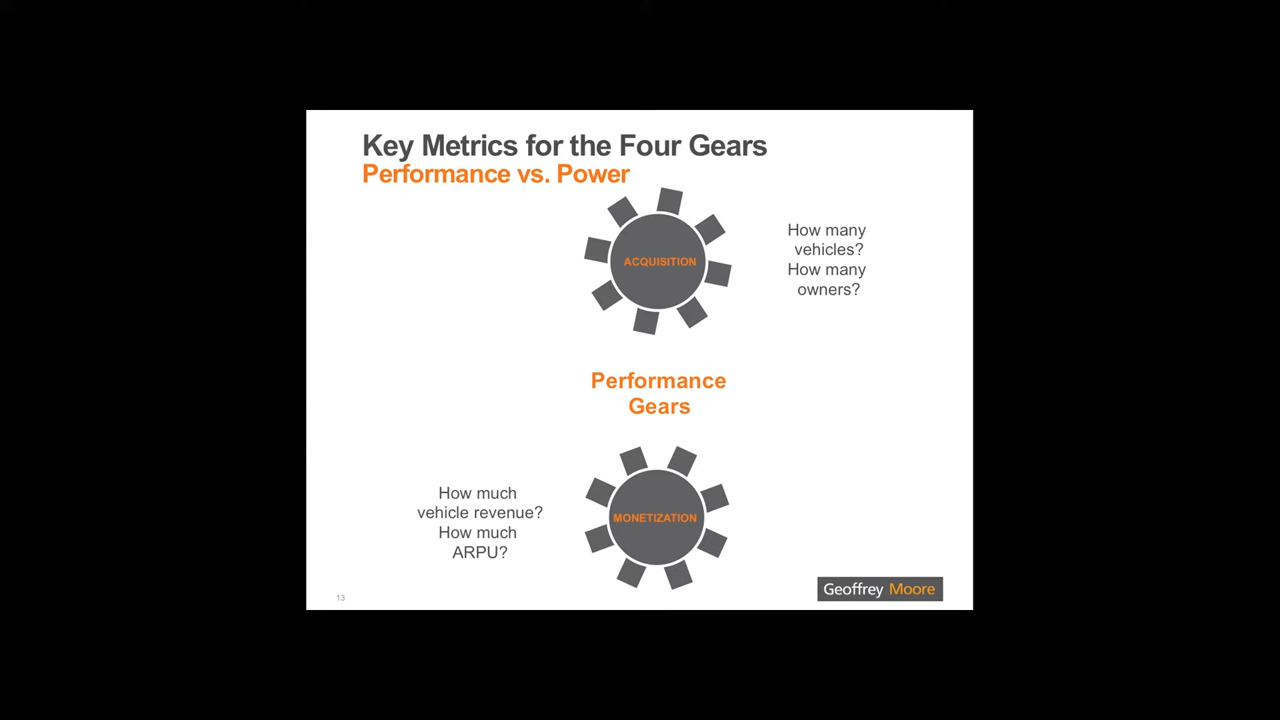 Key Metrics for the Four Gears
Performance vs. Power
ACQUISITION
How many
vehicles?
How many
owners?
Performance
Gears
How much
vehicle revenue?
How much
ARPU?
MONETIZATION
13
Geoffrey Moore